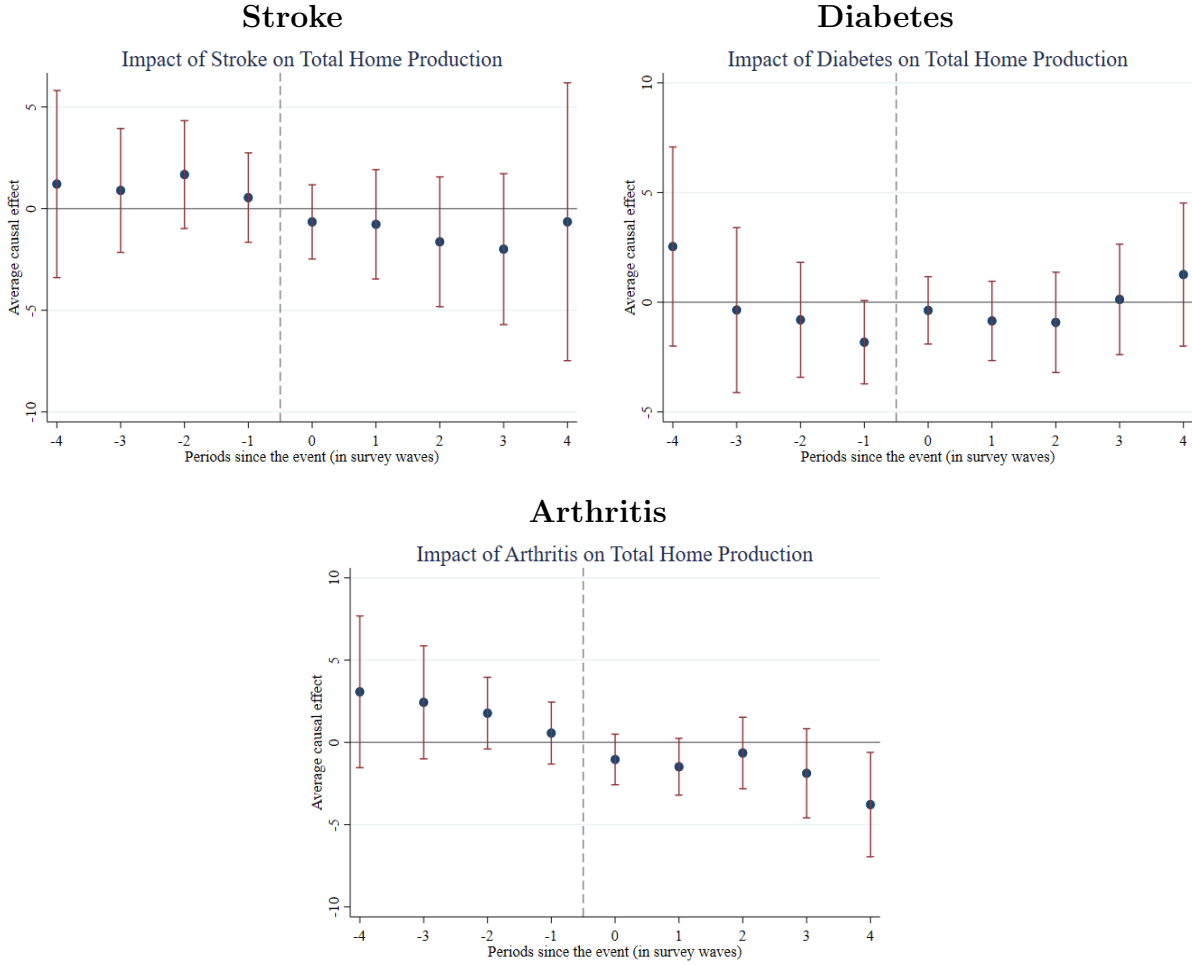 Stroke
Impact of Stroke on Total Home Production
Average causal effect
5
0
-5
-10
-4 -3 -2 -1 0 1 2 3 4
Periods since the event (in survey waves)
Diabetes
Impact of Diabetes on Total Home Production
Average causal effect
10
5
0
-5
-4 -3 -2 -1 0 1 2 3 4
Periods since the event (in survey waves)
Arthritis
Impact of Arthritis on Total Home Production
Average causal effect
10
5
0
-5
-10
-4 -3 -2 -1 0 1 2 3 4
Periods since the event (in survey waves)